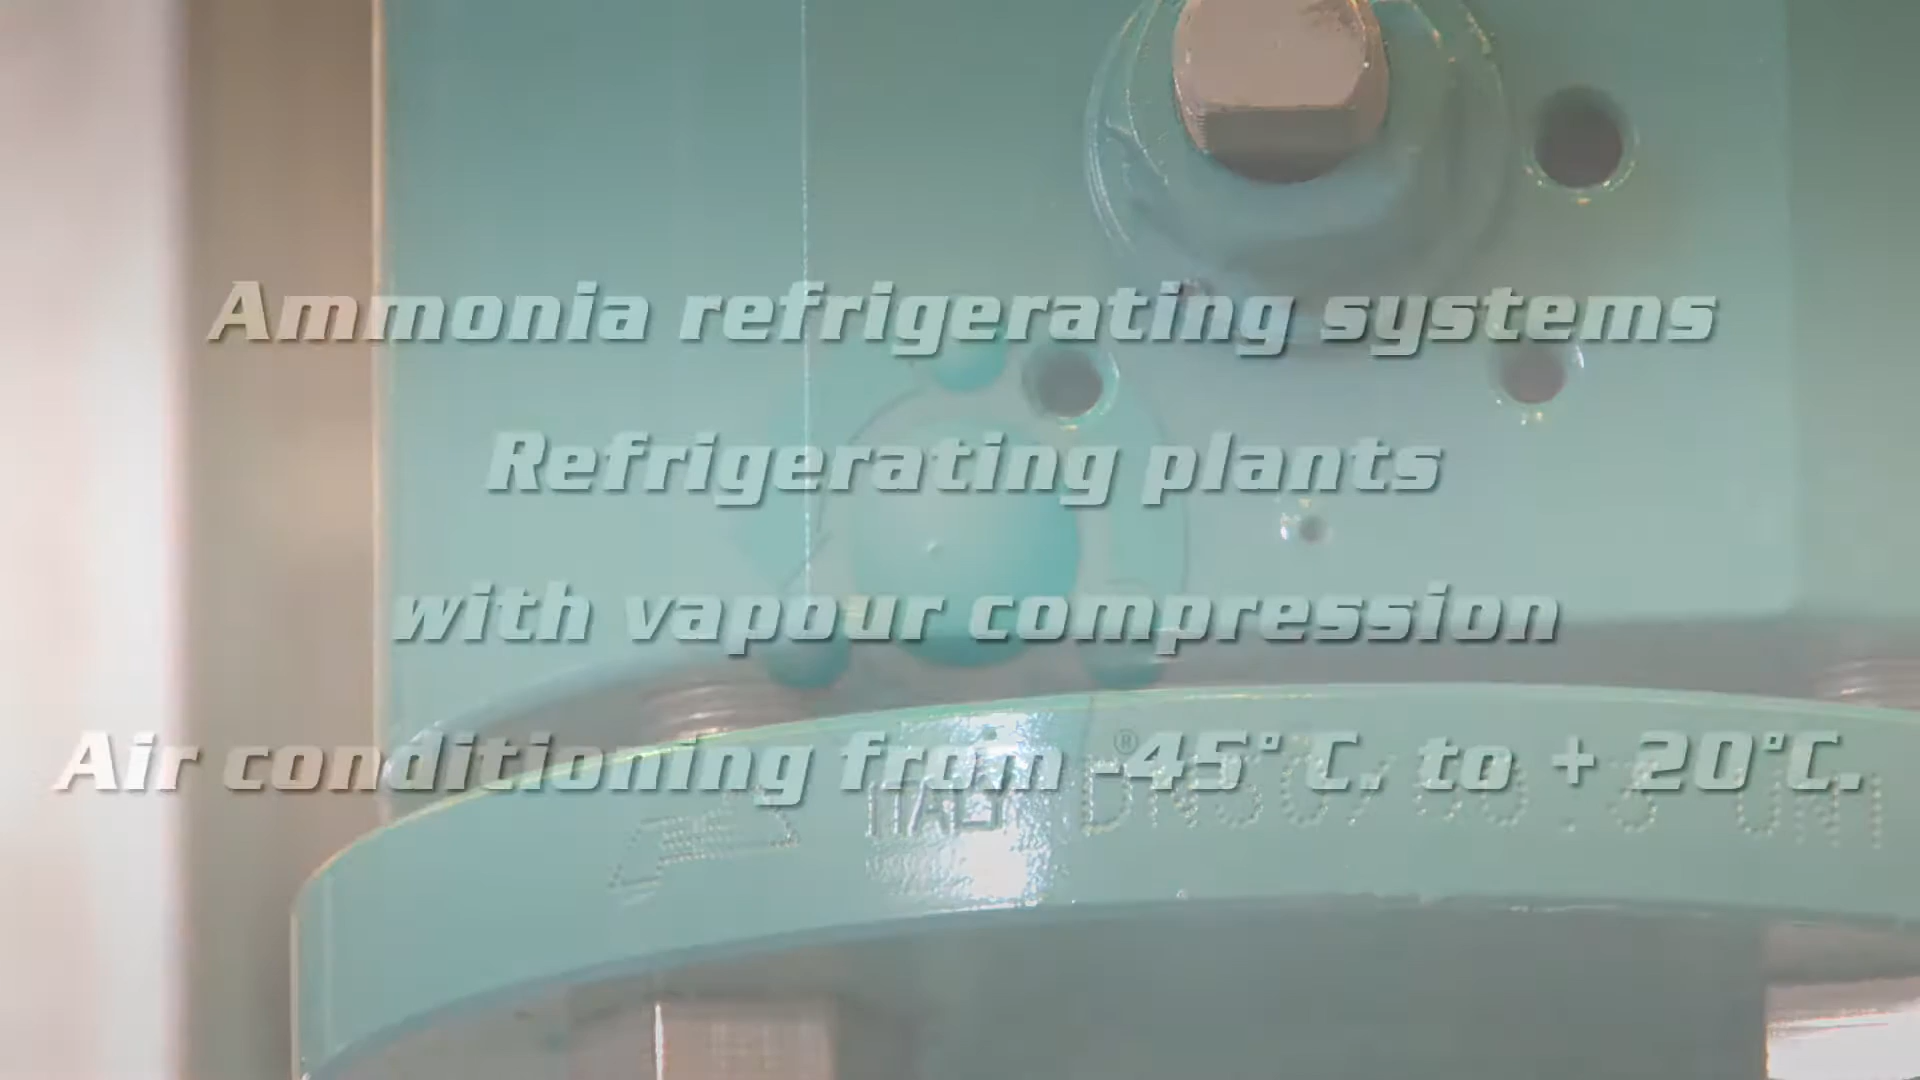 Ammonia refrigerating systems
Refrigerating plants
with vapour compression
Air conditioning from -45°C. to + 20°C.
®
ITALY